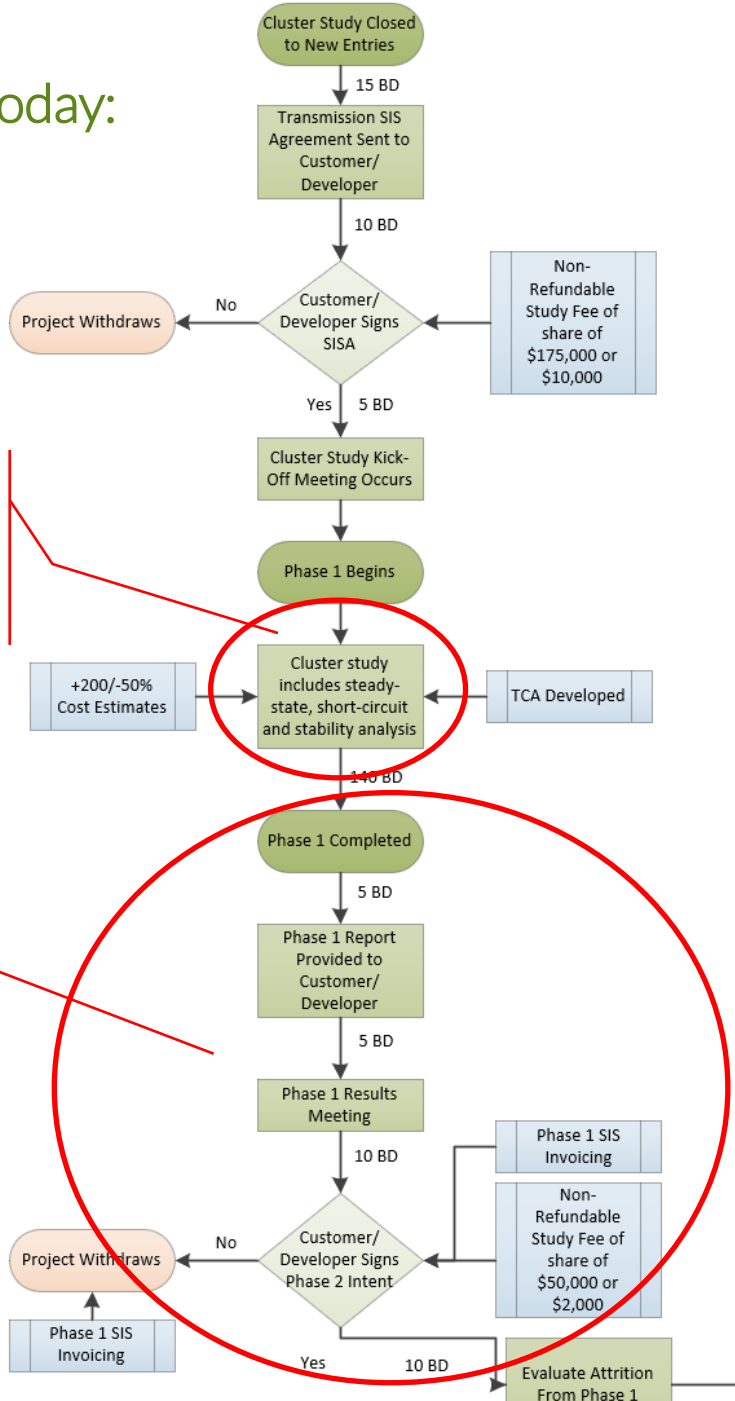 Cluster Study Closed
to New Entries
oday:
15 BD
Transmission SIS
Agreement Sent to
Customer/
Developer
10 BD
Non-
Refundable
Study Fee of
share of
$175,000 or
$10,000
Customer/
Developer Signs
SISA
No
Project Withdraws
Yes
5 BD
Cluster Study Kick-
Off Meeting Occurs
Phase 1 Begins
Cluster study
includes steady-
state, short-circuit
and stability analysis
+200/-50%
Cost Estimates
TCA Developed
140 BD
Phase 1 Completed
5 BD
Phase 1 Report
Provided to
Customer/
Developer
5 BD
Phase 1 Results
Meeting
10 BD
Phase 1 SIS
Invoicing
Non-
Refundable
Study Fee of
share of
$50,000 or
$2,000
Customer/
Developer Signs
Phase 2 Intent
No
Project Withdraws
Phase 1 SIS
Invoicing
Yes
10 BD
Evaluate Attrition
From Phase 1